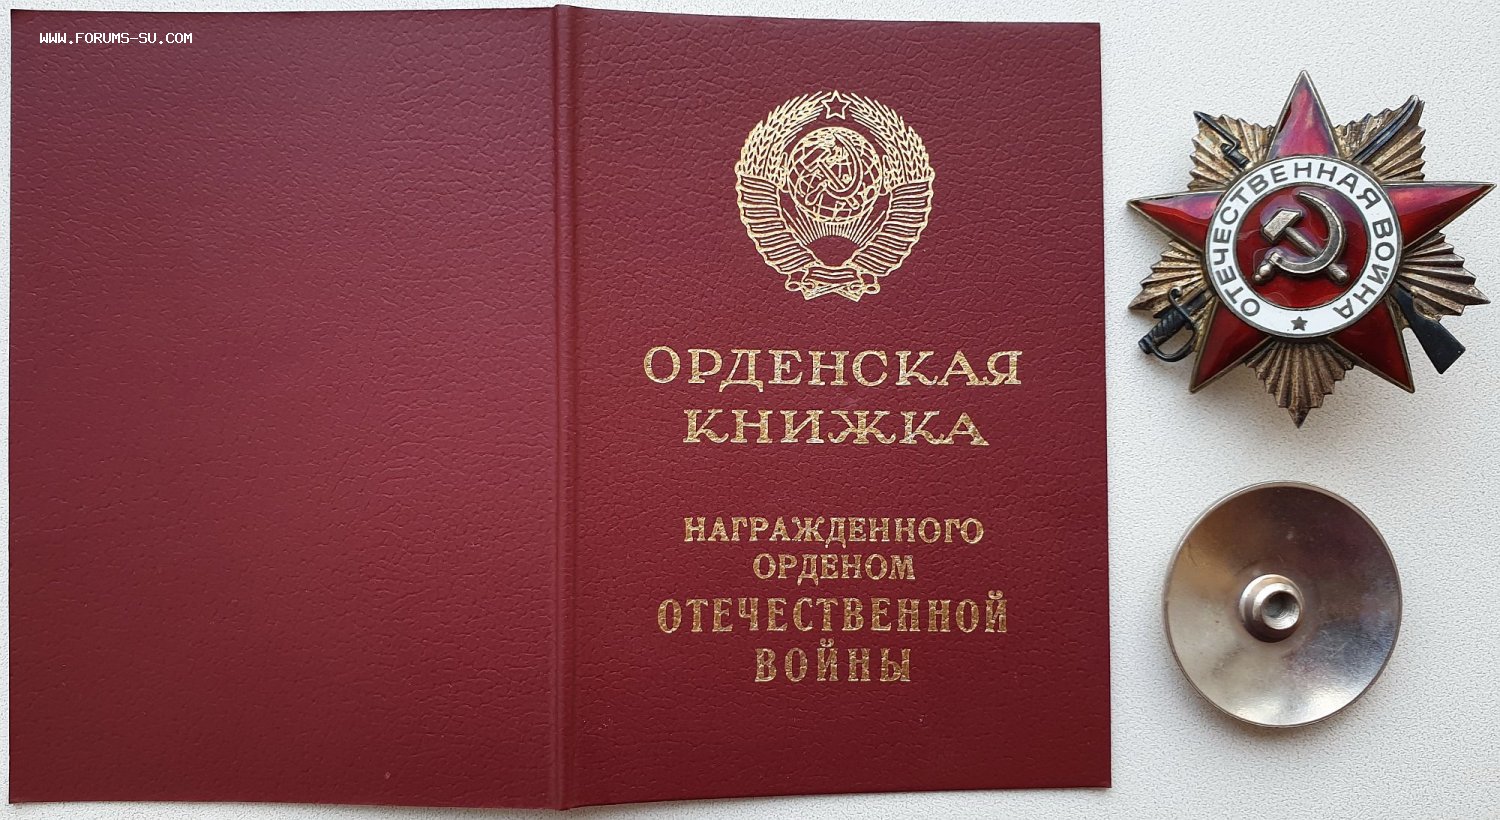 WWW.FORUMS-SU.COM
ОРДЕНСКАЯ
КНИЖКА
НАГРАЖДЕННОГО
ОРДЕНОМ
ОТЕЧЕСТВЕННОЙ
ВОЙНЫ
ОТЕЧЕСТВЕННАЯ ВОЙНА